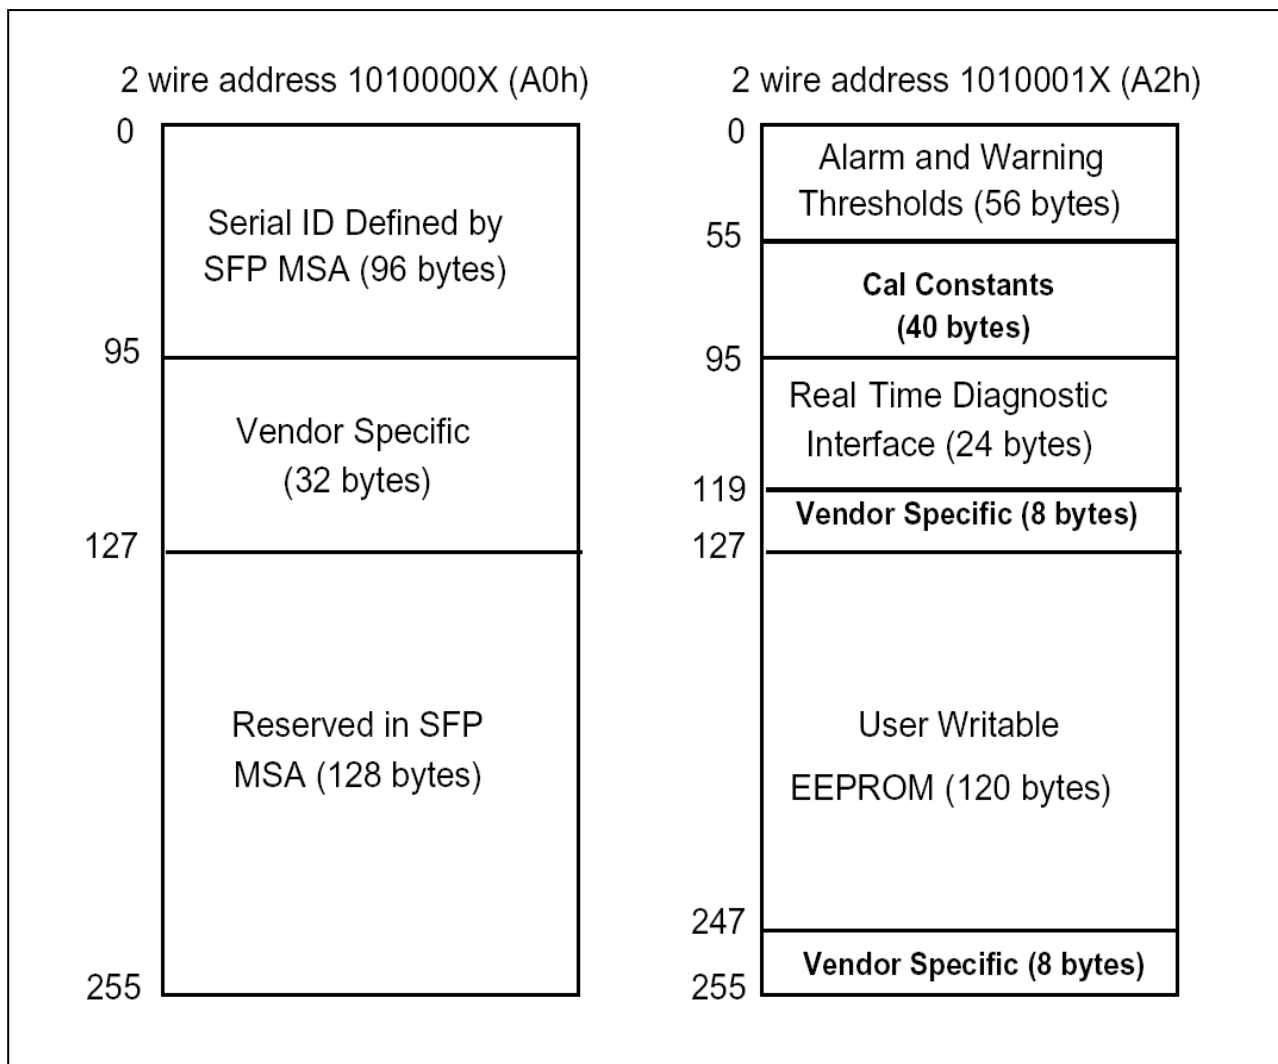 2 wire address 1010000X (A0h)
0
Serial ID Defined by
SFP MSA (96 bytes)
95
Vendor Specific
(32 bytes)
127
Reserved in SFP
MSA (128 bytes)
255
2 wire address 1010001X (A2h)
0
Alarm and Warning
Thresholds (56 bytes)
55
Cal Constants
(40 bytes)
95
Real Time Diagnostic
Interface (24 bytes)
119
Vendor Specific (8 bytes)
127
User Writable
EEPROM (120 bytes)
247
Vendor Specific (8 bytes)
255